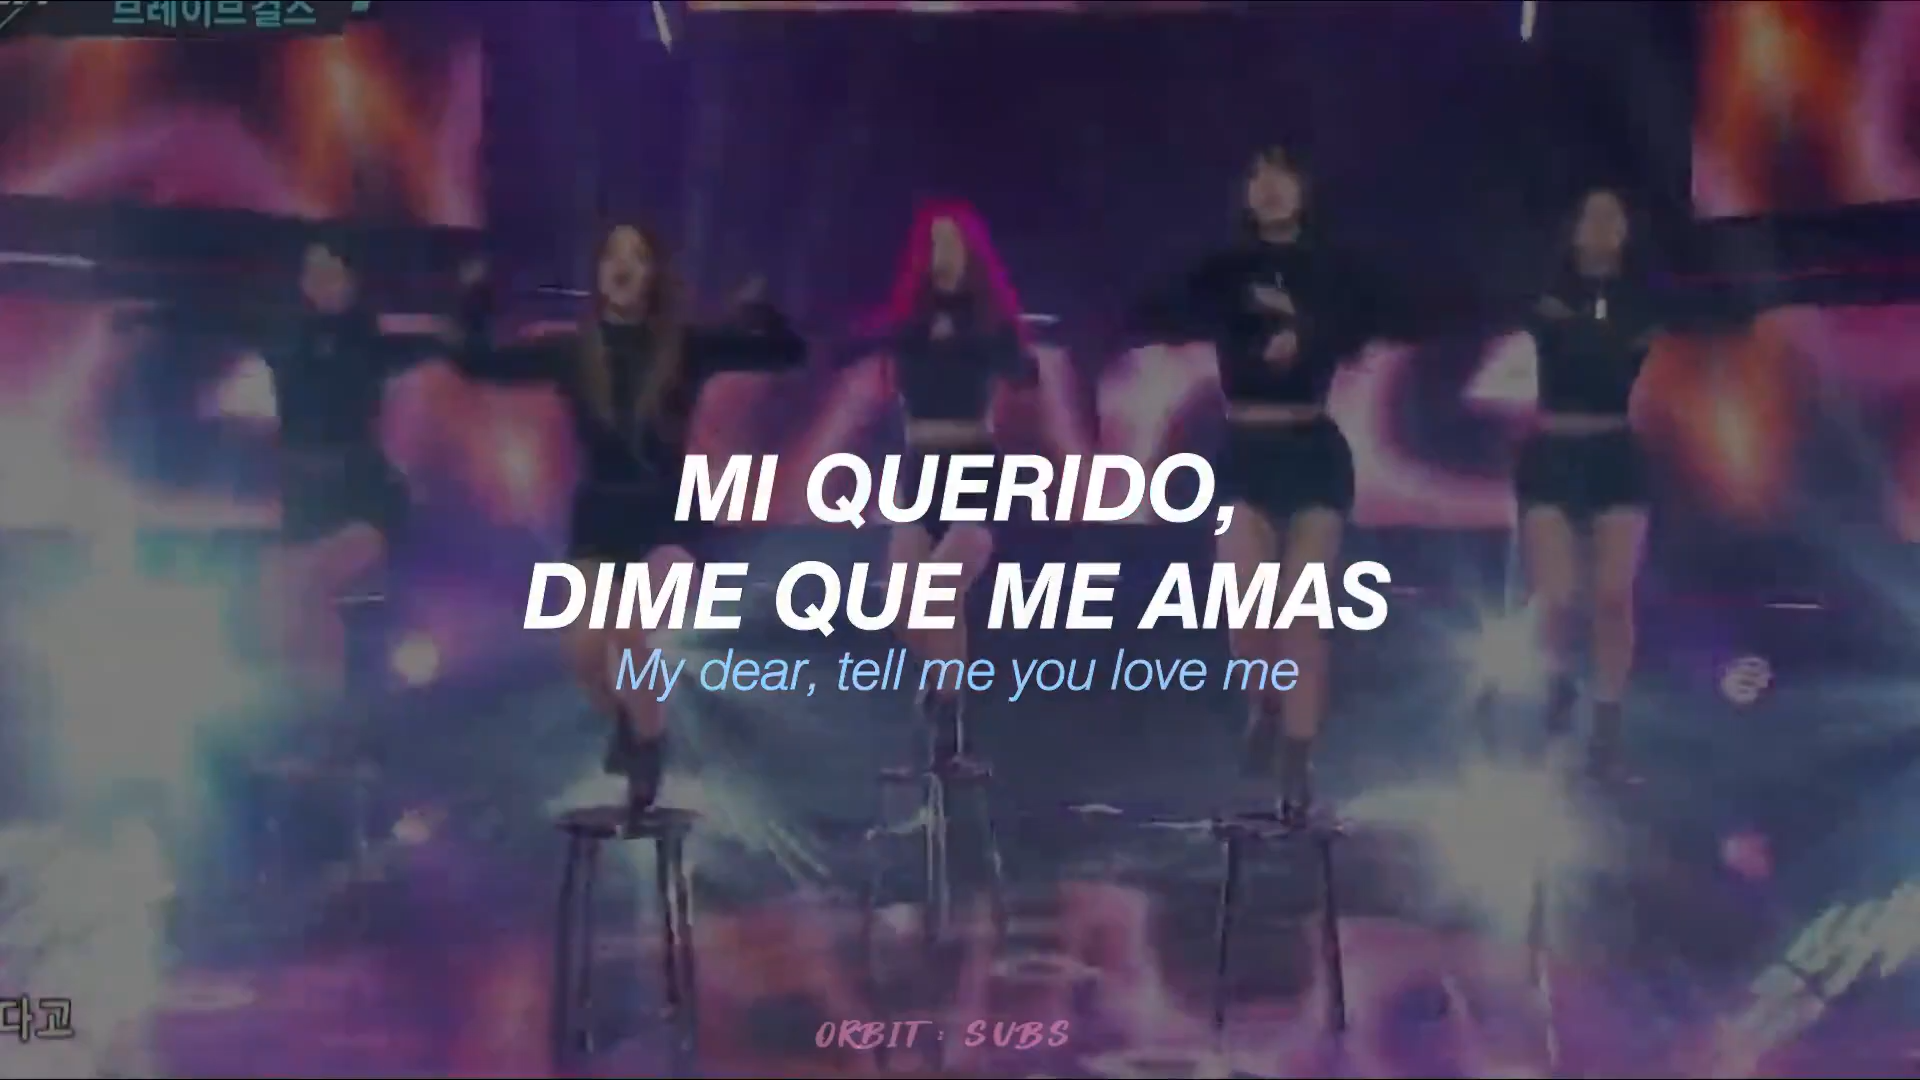 브레이브걸스
MI QUERIDO,
DIME QUE ME AMAS
My dear, tell me you love me
다고
ORBIT : SUBS